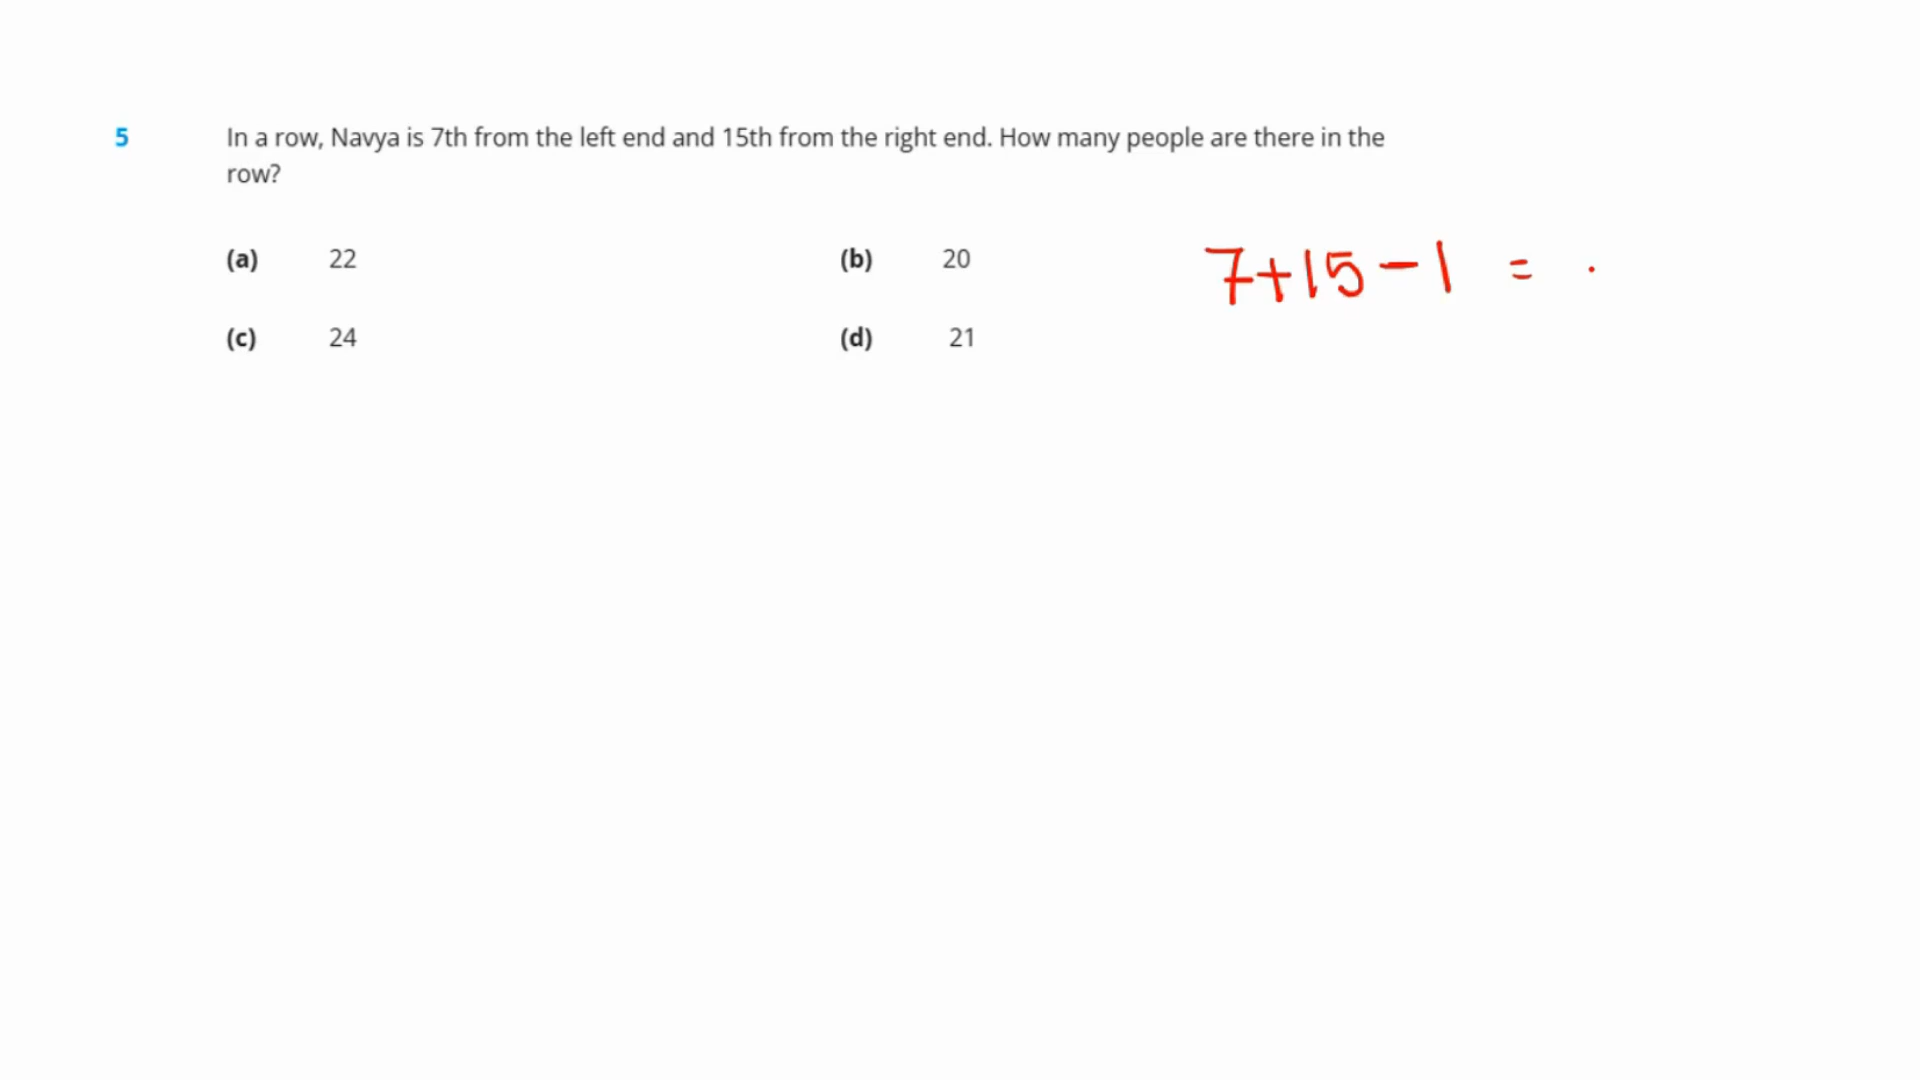 5 In a row, Navya is 7th from the left end and 15th from the right end. How many people are there in the
row?
(a) 22 (b) 20 7+15-1 =
(c) 24 (d) 21